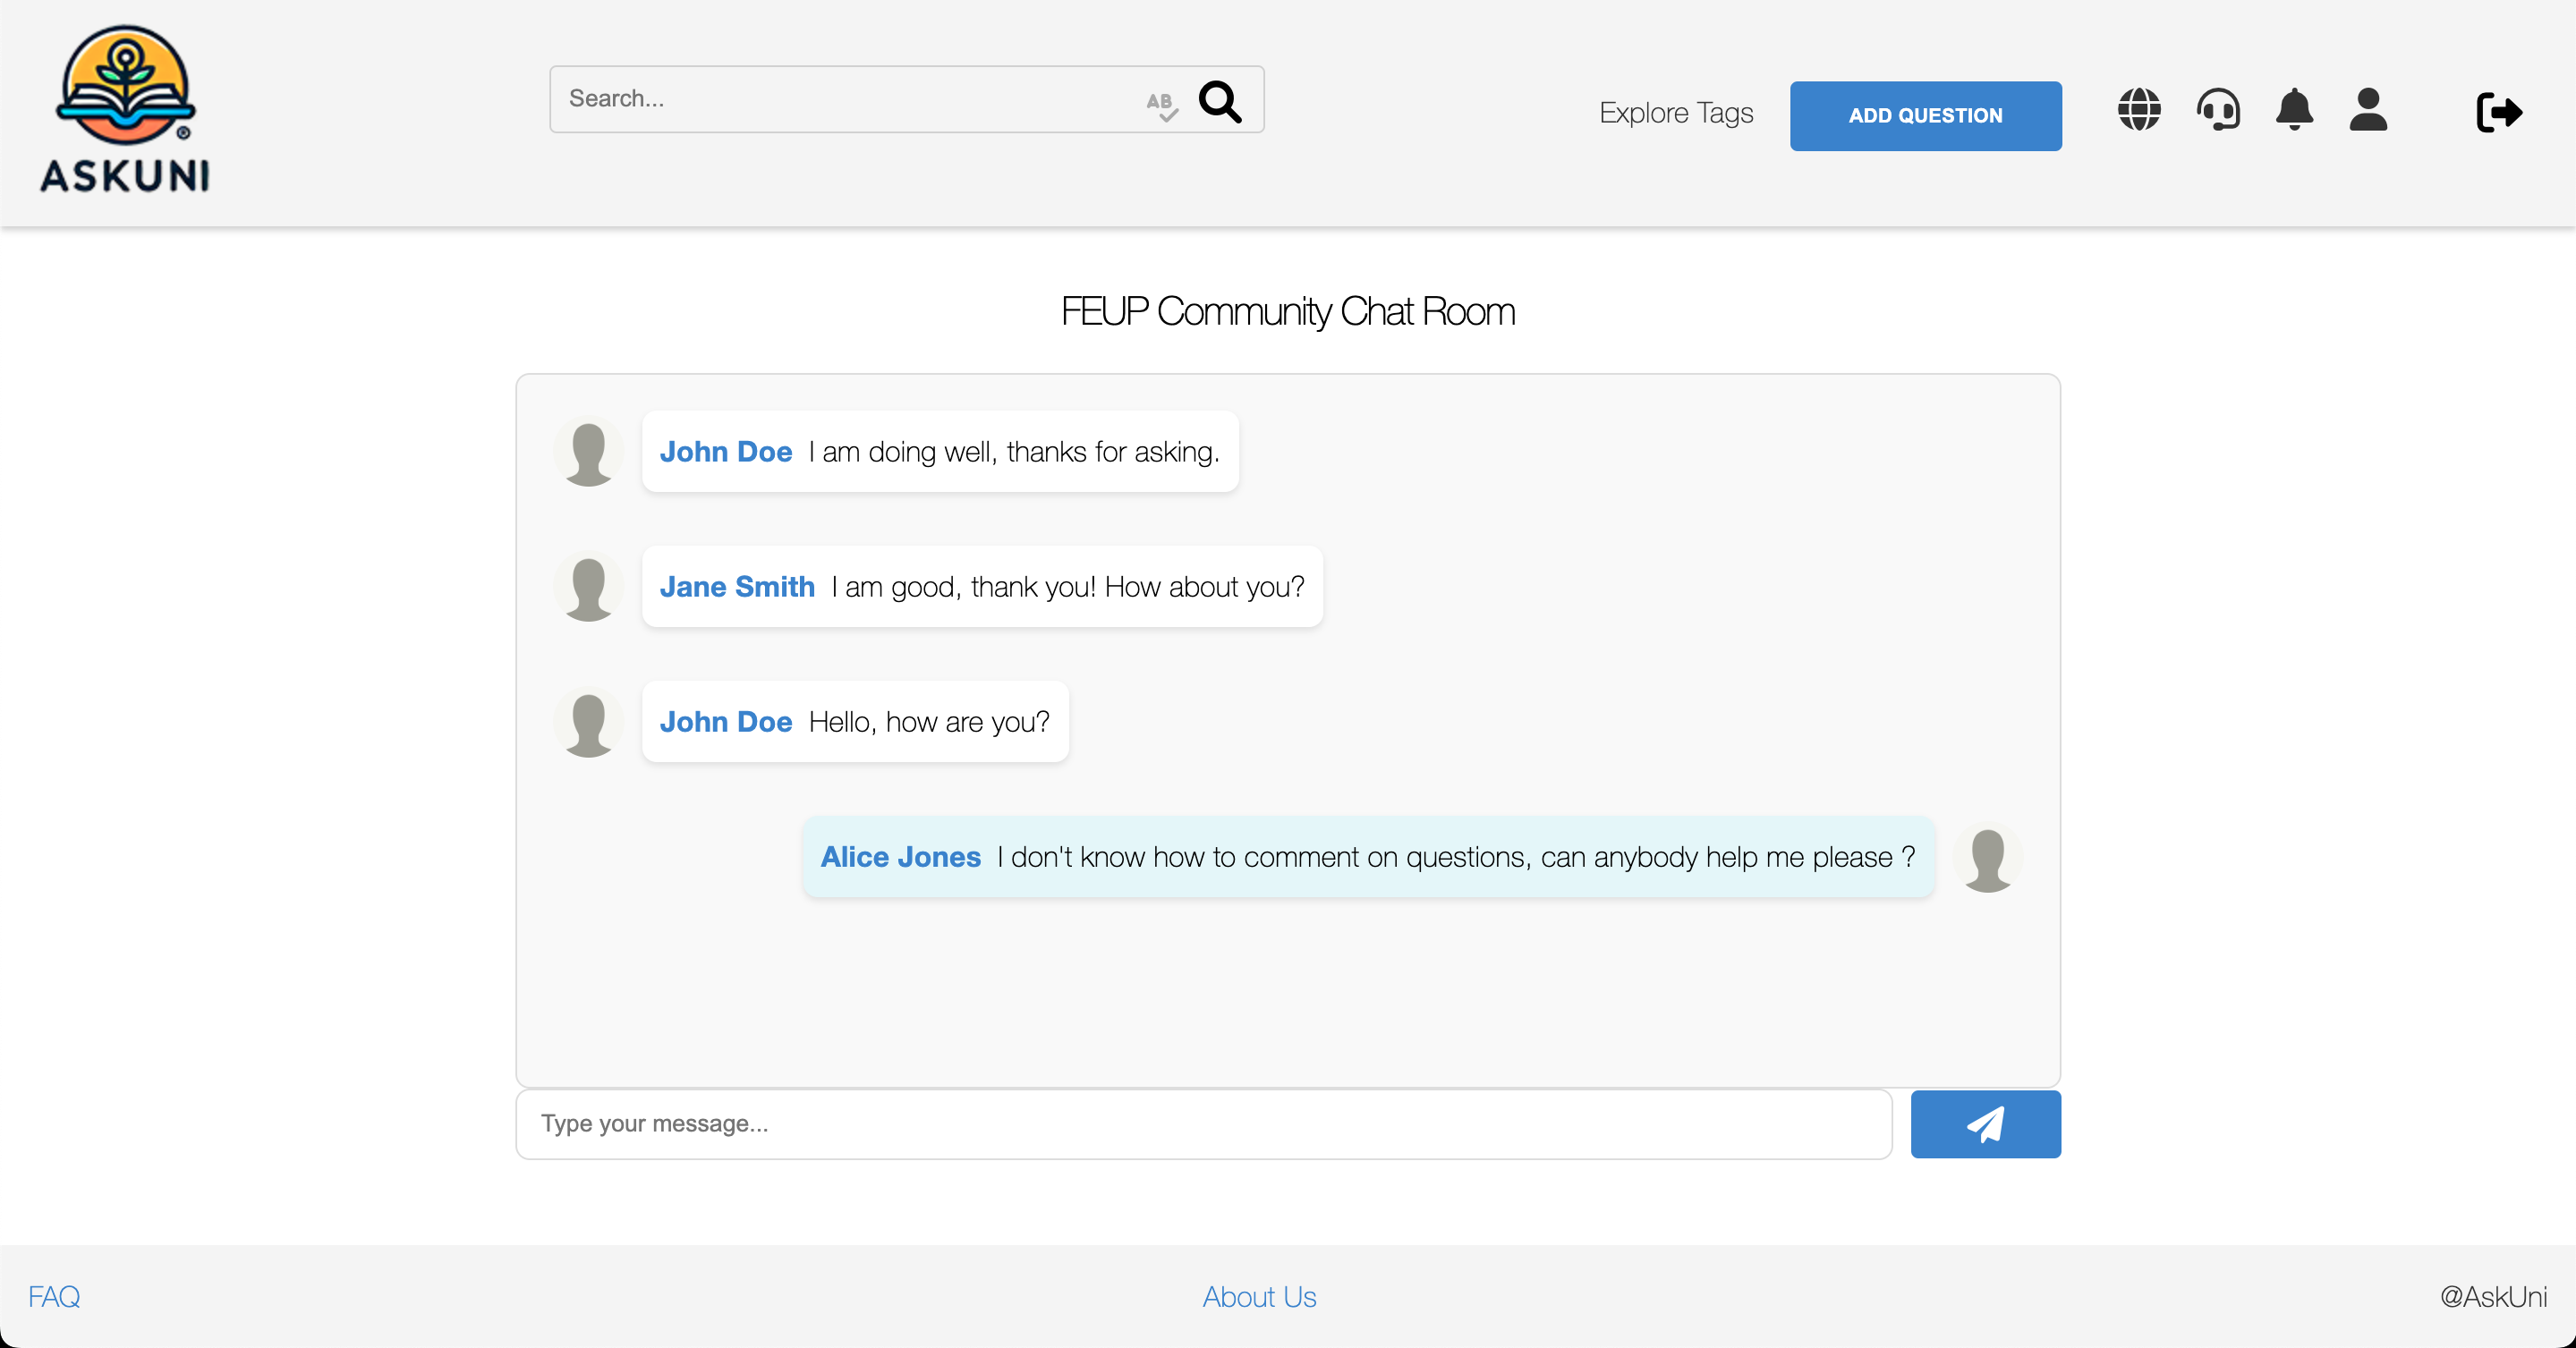 ASKUNI
Search...
AB
Explore Tags
ADD QUESTION
FEUP Community Chat Room
John Doe I am doing well, thanks for asking.
Jane Smith I am good, thank you! How about you?
John Doe Hello, how are you?
Alice Jones I don't know how to comment on questions, can anybody help me please ?
Type your message...
FAQ
About Us
@AskUni